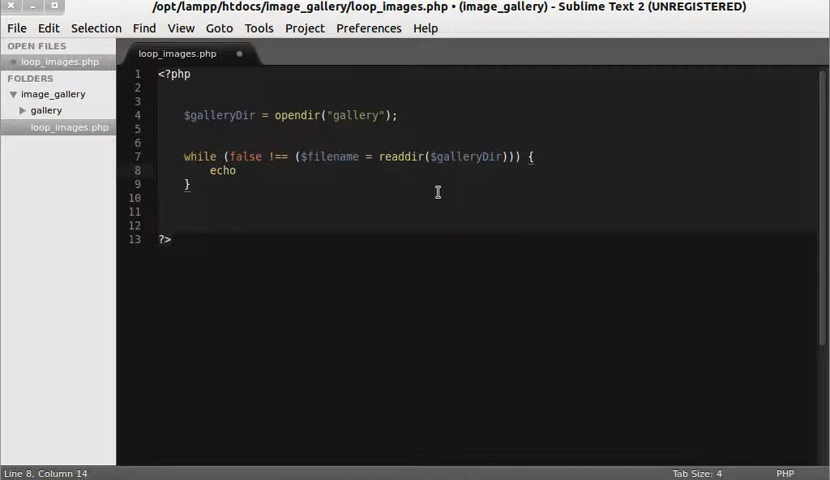 /opt/lampp/htdocs/image_gallery/loop_images.php • (image_gallery) - Sublime Text 2 (UNREGISTERED)
File Edit Selection Find View Goto Tools Project Preferences Help
OPEN FILES
loop_images.php
FOLDERS
image_gallery
gallery
loop_images.php
loop_images.php
1 <?php
2
3
4 $galleryDir = opendir("gallery");
5
6
7 while (false !== ($filename = readdir($galleryDir))) {
8 echo
9 }
10
11
12
13 ?>
Line 8, Column 14
Tab Size: 4
PHP